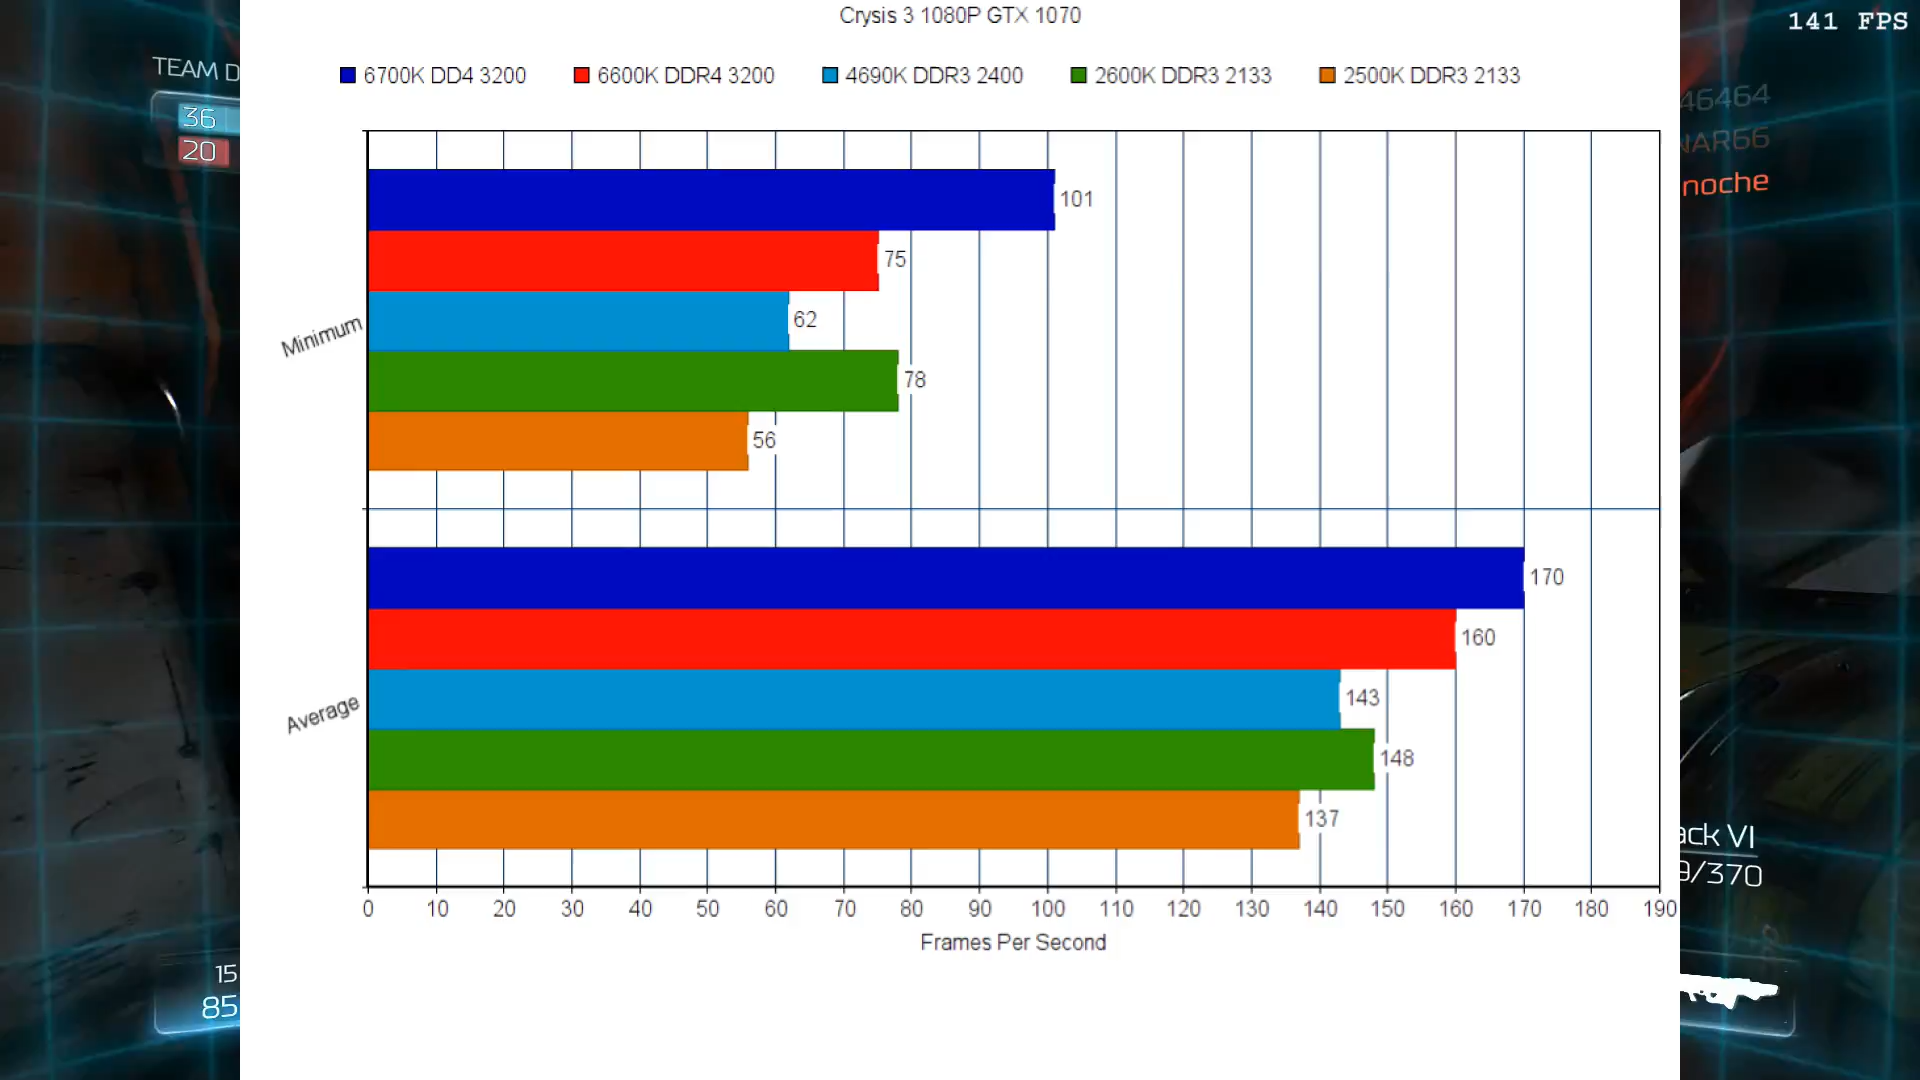 Crysis 3 1080P GTX 1070
141 FPS
TEAM D
6700K DD4 3200 6600K DDR4 3200 4690K DDR3 2400 2600K DDR3 2133 2500K DDR3 2133
36
20
46464
NAR66
noche
Minimum
101
75
62
78
56
Average
170
160
143
148
137
ack VI
9/370
0 10 20 30 40 50 60 70 80 90 100 110 120 130 140 150 160 170 180 190
Frames Per Second
15
85